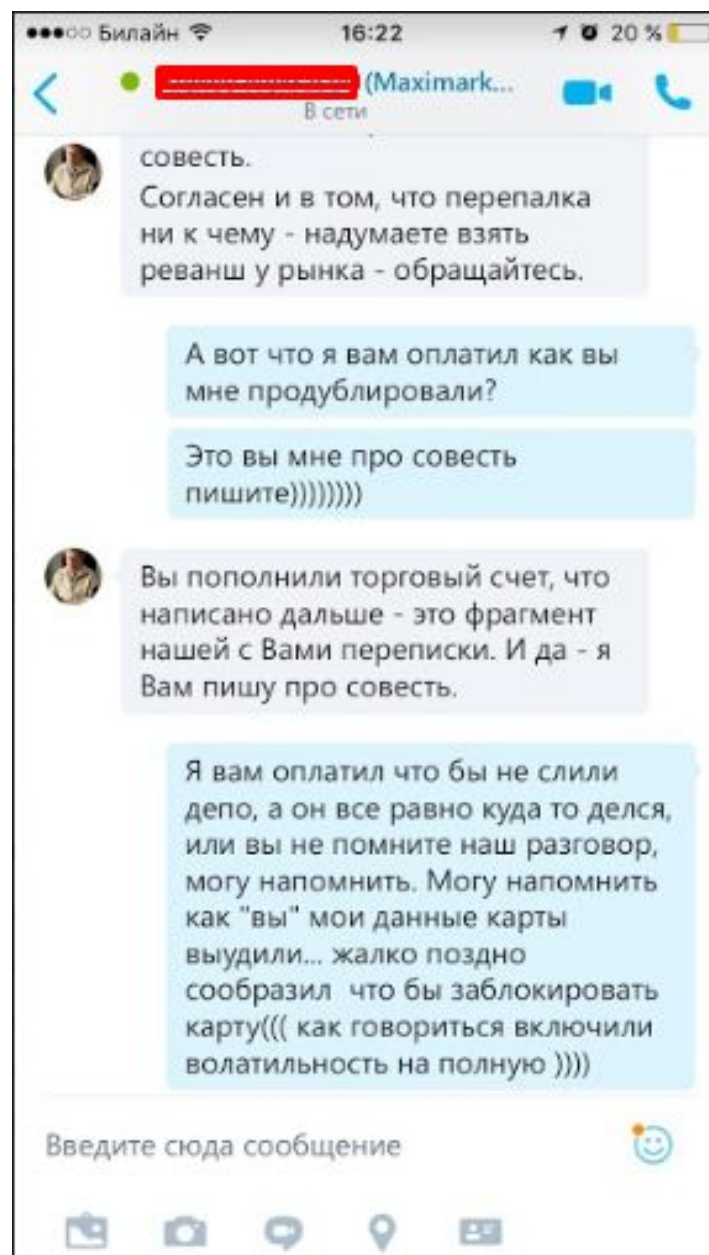 Билайн 16:22 20 %
(Maximark...
В сети
совесть.
Согласен и в том, что перепалка
ни к чему - надумаете взять
реванш у рынка - обращайтесь.
А вот что я вам оплатил как вы
мне продублировали?
Это вы мне про совесть
пишите))))))))
Вы пополнили торговый счет, что
написано дальше - это фрагмент
нашей с Вами переписки. И да - я
Вам пишу про совесть.
Я вам оплатил что бы не слили
депо, а он все равно куда то делся,
или вы не помните наш разговор,
могу напомнить. Могу напомнить
как "вы" мои данные карты
выудили... жалко поздно
сообразил что бы заблокировать
карту((( как говориться включили
волатильность на полную ))))
Введите сюда сообщение